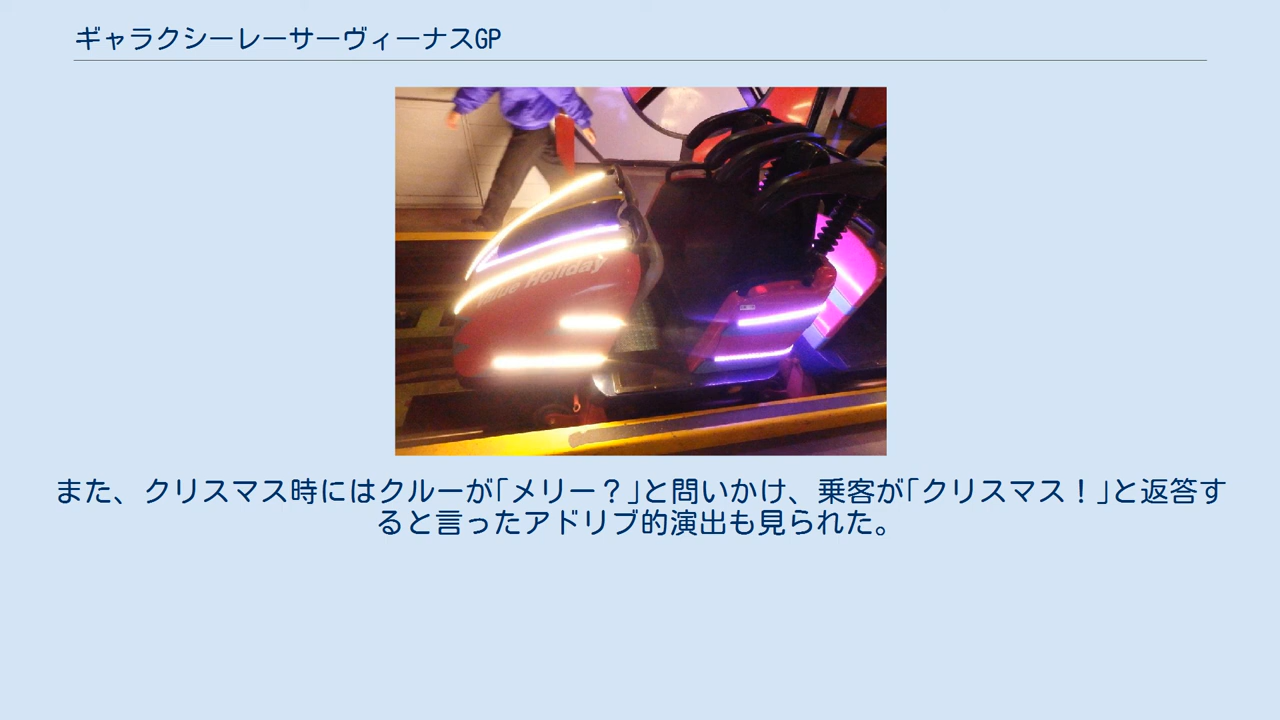 ギャラクシーレーサーヴィーナスGP
Holiday
また、クリスマス時にはクルーが｢メリー？｣と問いかけ、乗客が｢クリスマス！｣と返答す
ると言ったアドリブ的演出も見られた。